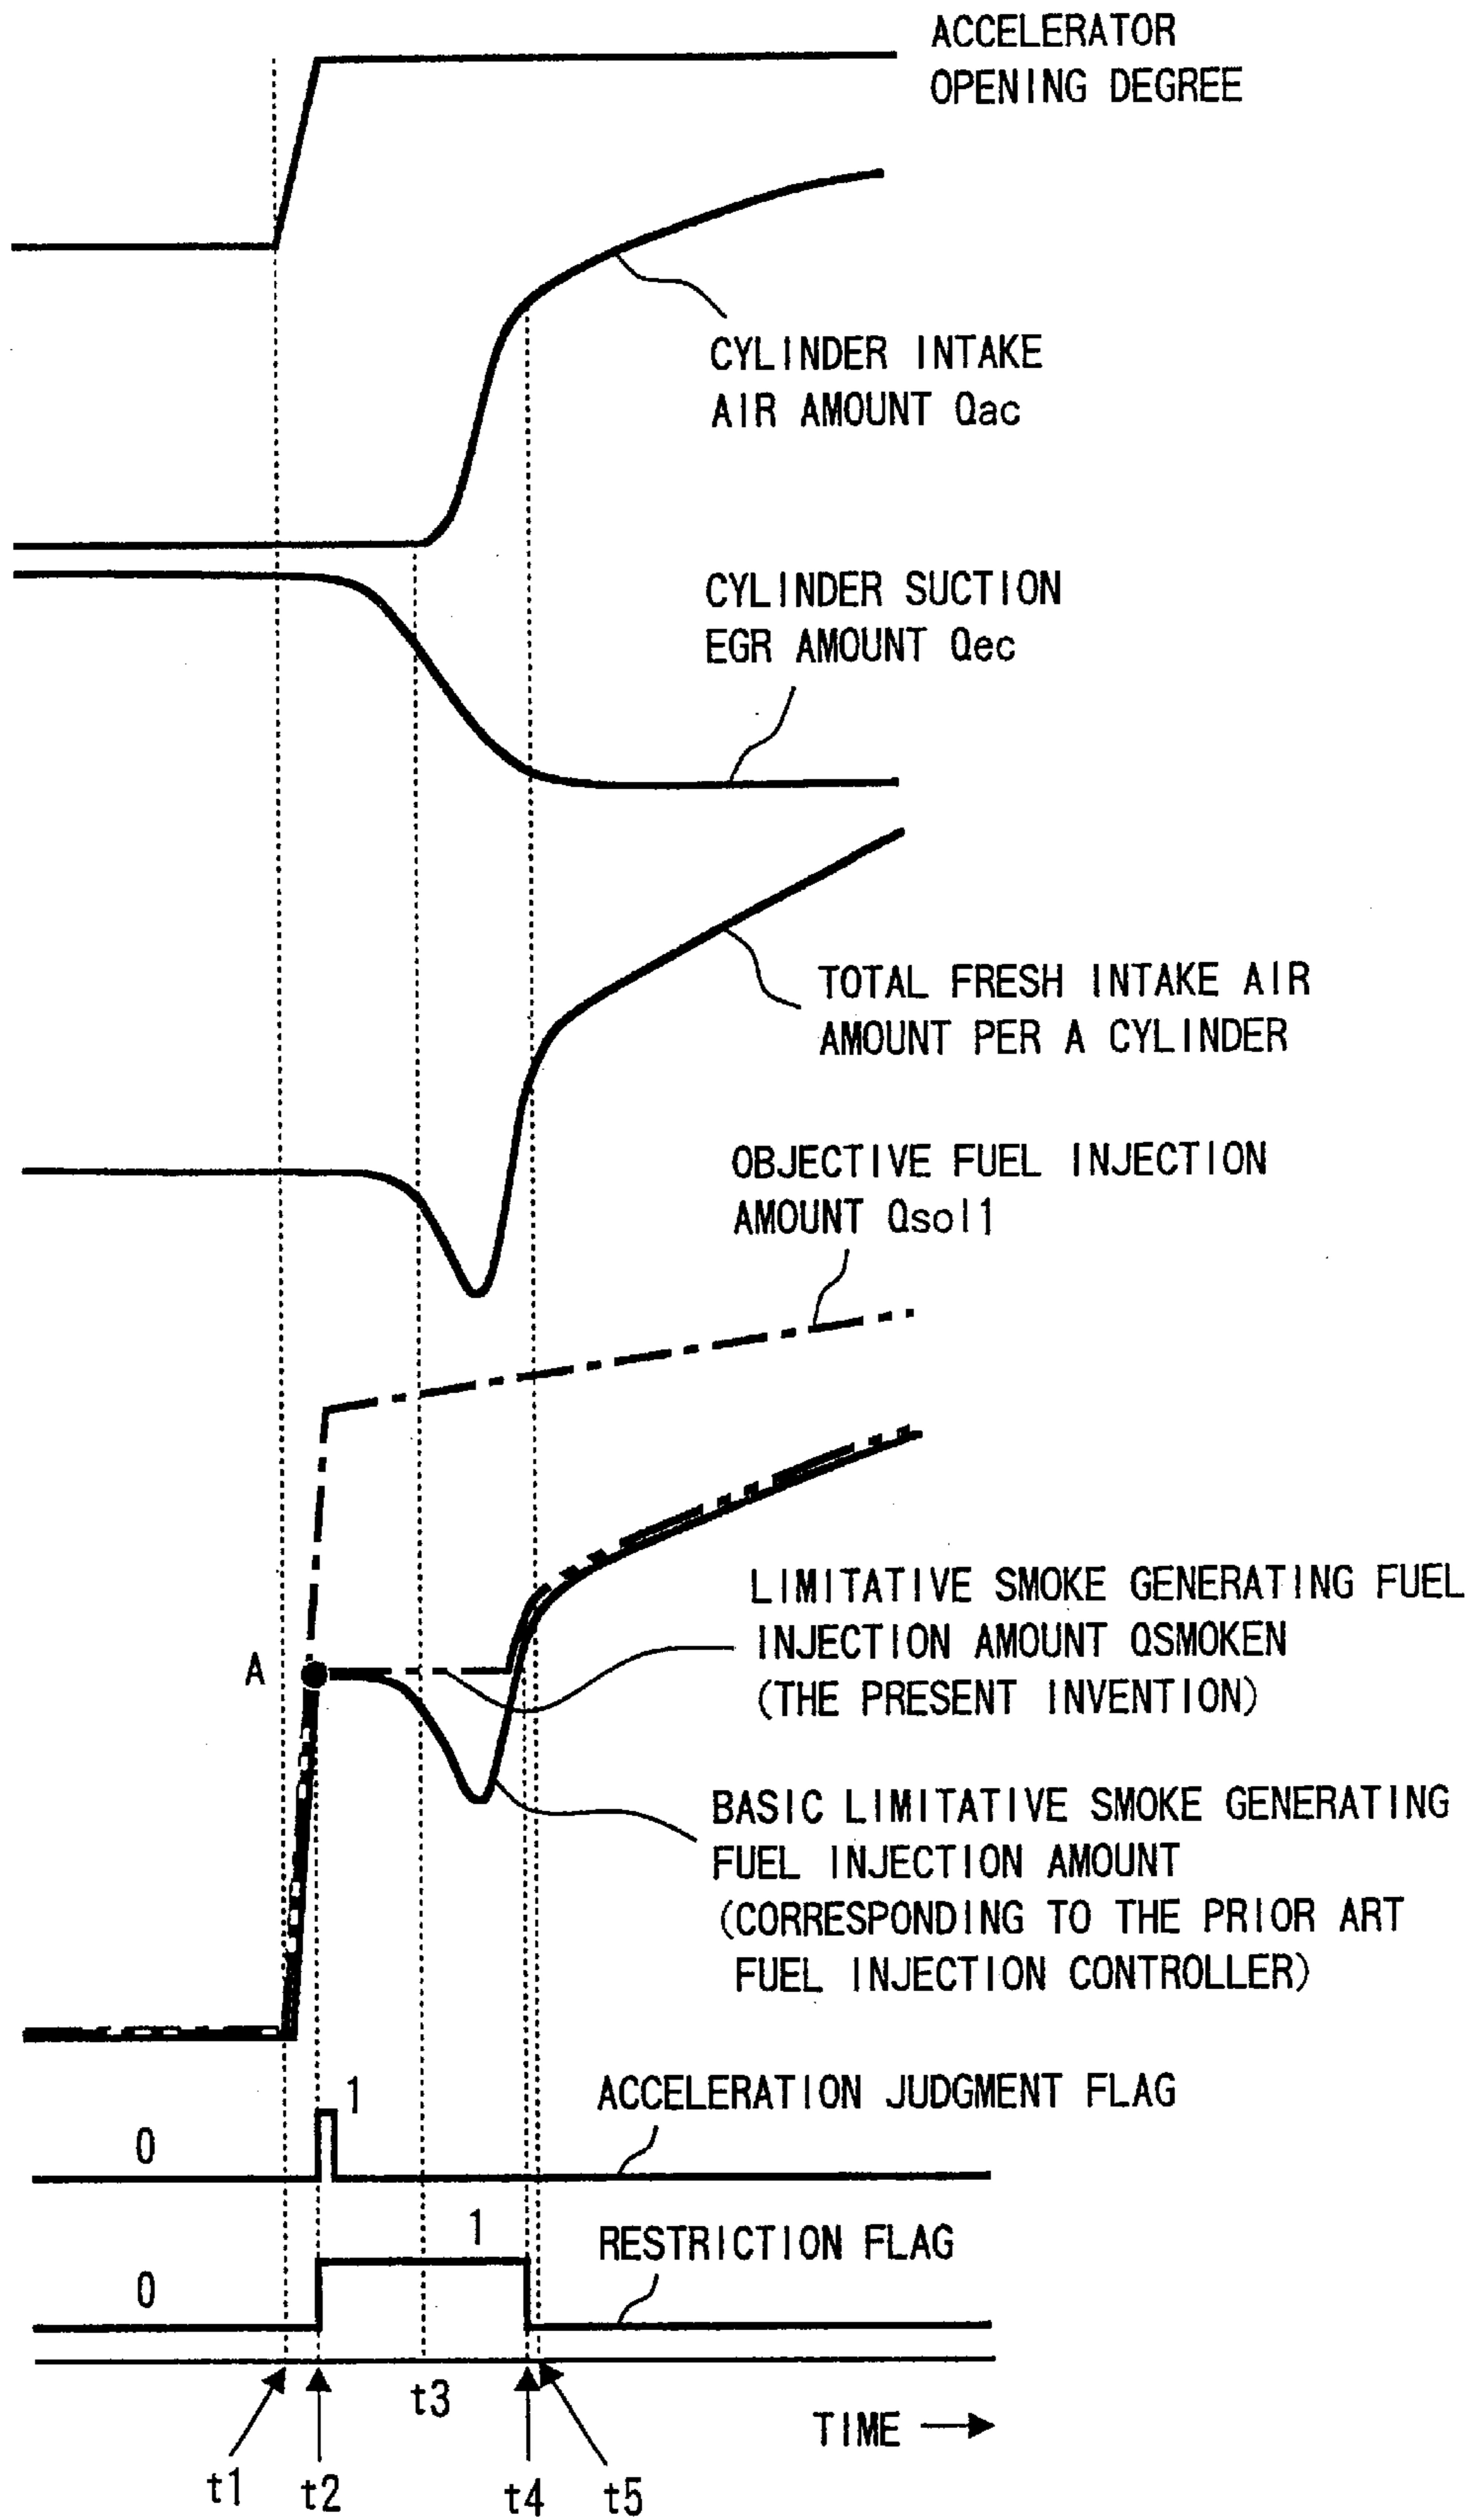 ACCELERATOR
OPENING DEGREE
CYLINDER INTAKE
AIR AMOUNT Qac
CYLINDER SUCTION
EGR AMOUNT Qec
TOTAL FRESH INTAKE AIR
AMOUNT PER A CYLINDER
OBJECTIVE FUEL INJECTION
AMOUNT Qsol1
LIMITATIVE SMOKE GENERATING FUEL
INJECTION AMOUNT QSMOKEN
(THE PRESENT INVENTION)
A
BASIC LIMITATIVE SMOKE GENERATING
FUEL INJECTION AMOUNT
(CORRESPONDING TO THE PRIOR ART
FUEL INJECTION CONTROLLER)
1
ACCELERATION JUDGMENT FLAG
0
1
RESTRICTION FLAG
0
t3
TIME
t1
t2
t4
t5